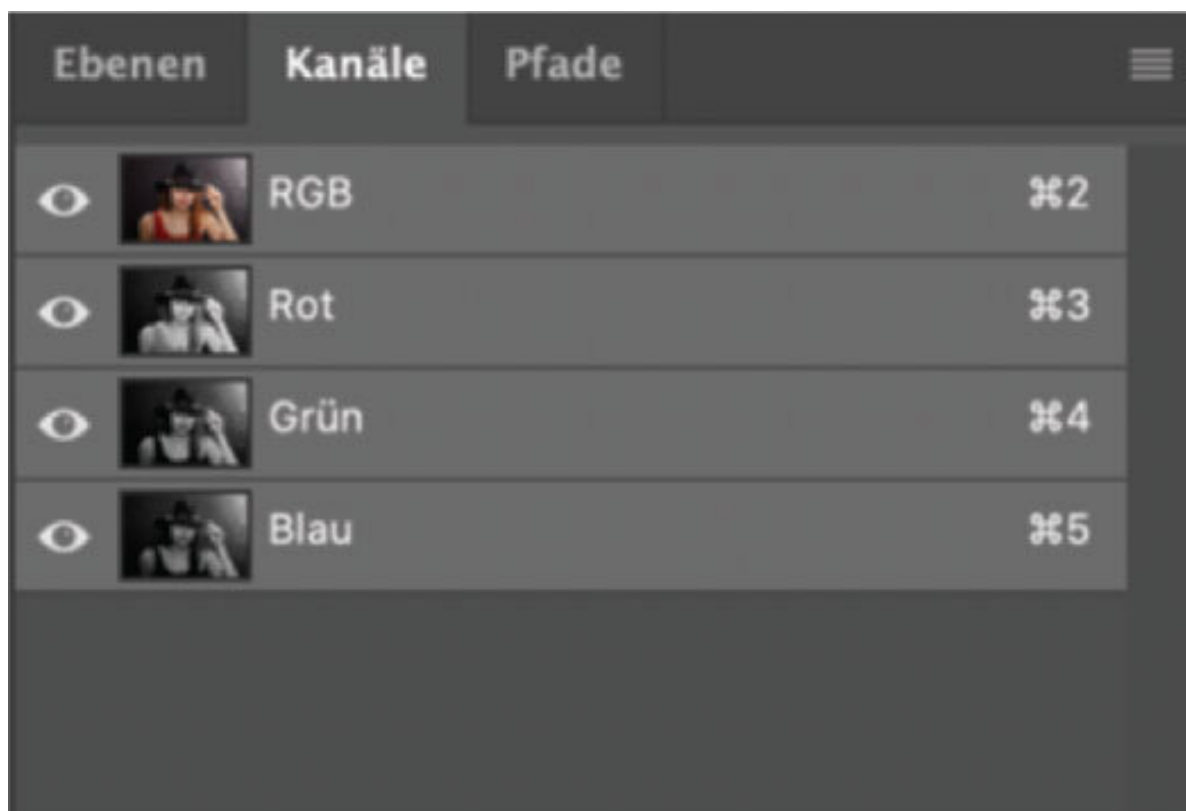 Ebenen Kanäle Pfade
RGB ⌘2
Rot ⌘3
Grün ⌘4
Blau ⌘5